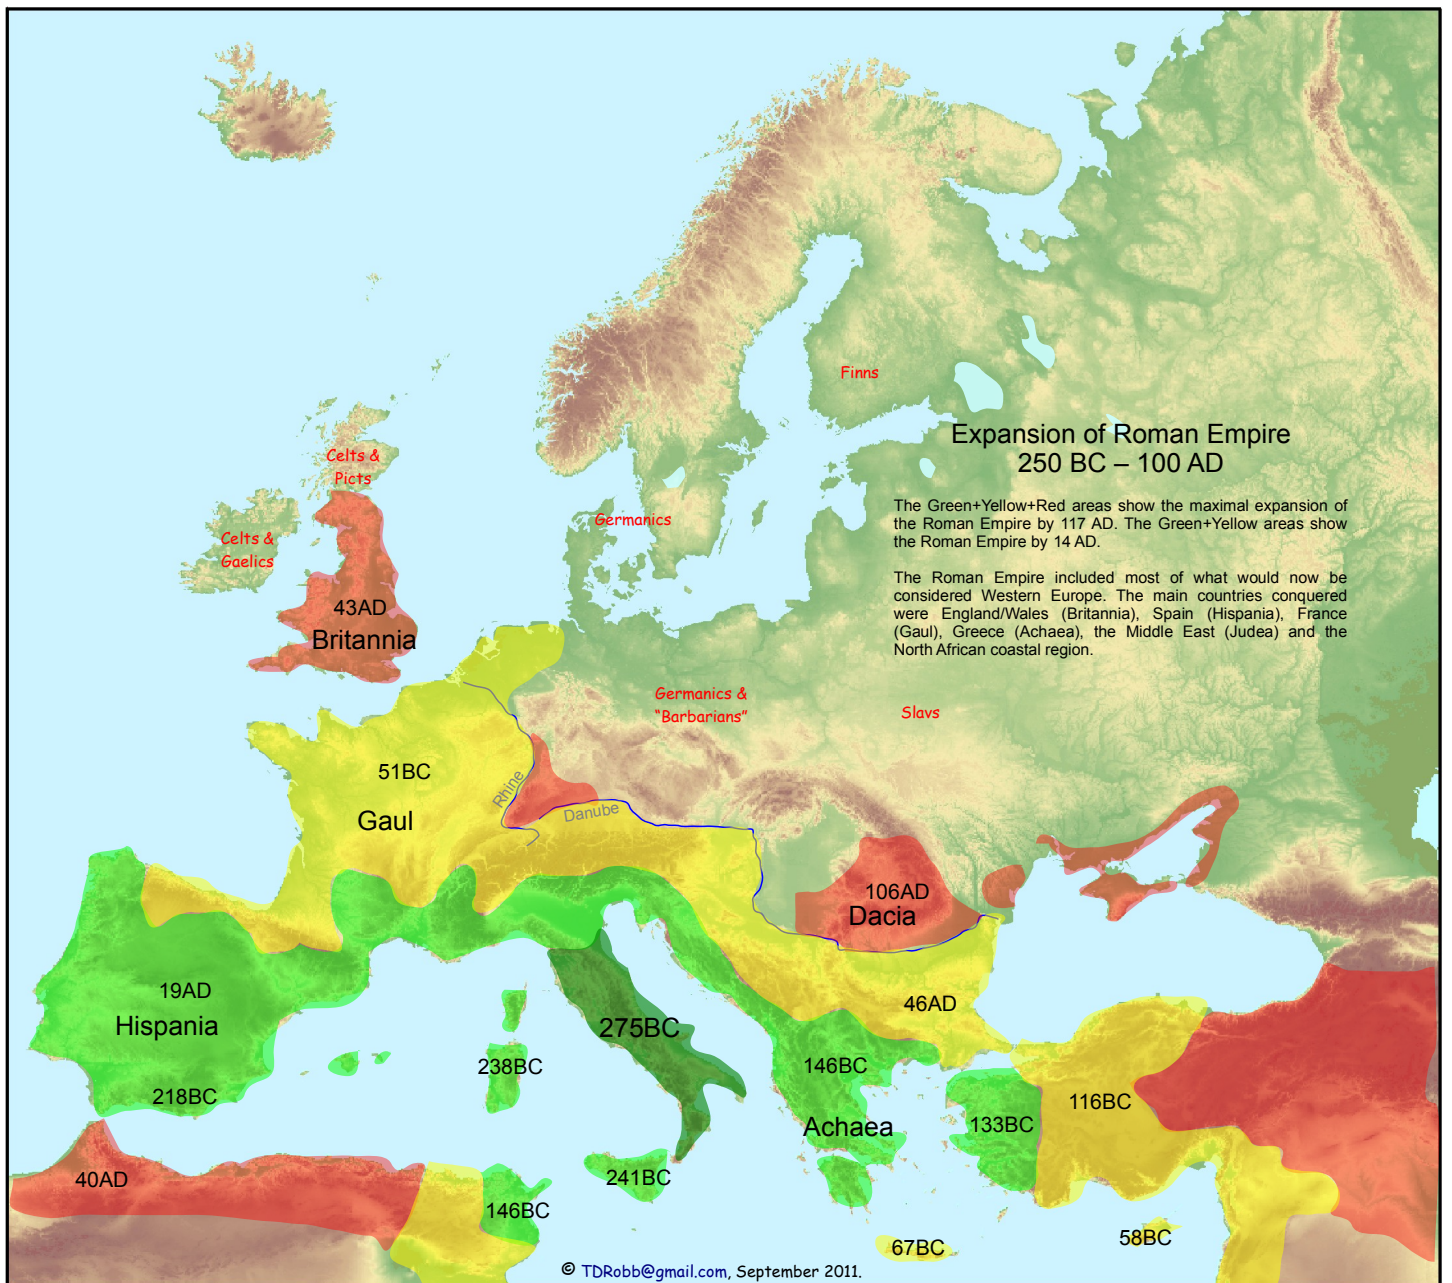 Finns
Expansion of Roman Empire
250 BC – 100 AD
Celts &
Picts
The Green+Yellow+Red areas show the maximal expansion of
the Roman Empire by 117 AD. The Green+Yellow areas show
the Roman Empire by 14 AD.
Germanics
Celts &
Gaelics
The Roman Empire included most of what would now be
considered Western Europe. The main countries conquered
were England/Wales (Britannia), Spain (Hispania), France
(Gaul), Greece (Achaea), the Middle East (Judea) and the
North African coastal region.
43AD
Britannia
Germanics &
"Barbarians"
Slavs
51BC
Gaul
Rhine
Danube
106AD
Dacia
19AD
Hispania
218BC
275BC
46AD
238BC
146BC
Achaea
116BC
133BC
40AD
241BC
146BC
67BC
58BC
© TDRobb@gmail.com, September 2011.